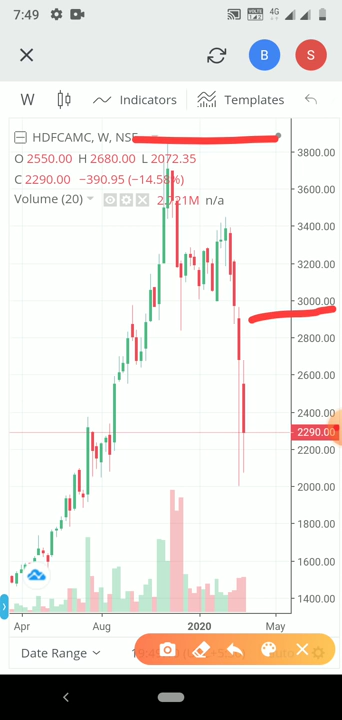 7:49
4G
B
S
W
Indicators
Templates
HDFCAMC, W, NSE
O 2550.00 H 2680.00 L 2072.35
C 2290.00 −390.95 (−14.58%)
Volume (20) 2.721M n/a
3800.00
3600.00
3400.00
3200.00
3000.00
2800.00
2600.00
2400.00
2290.00
2200.00
2000.00
1800.00
1600.00
1400.00
Apr
Aug
2020
May
Date Range